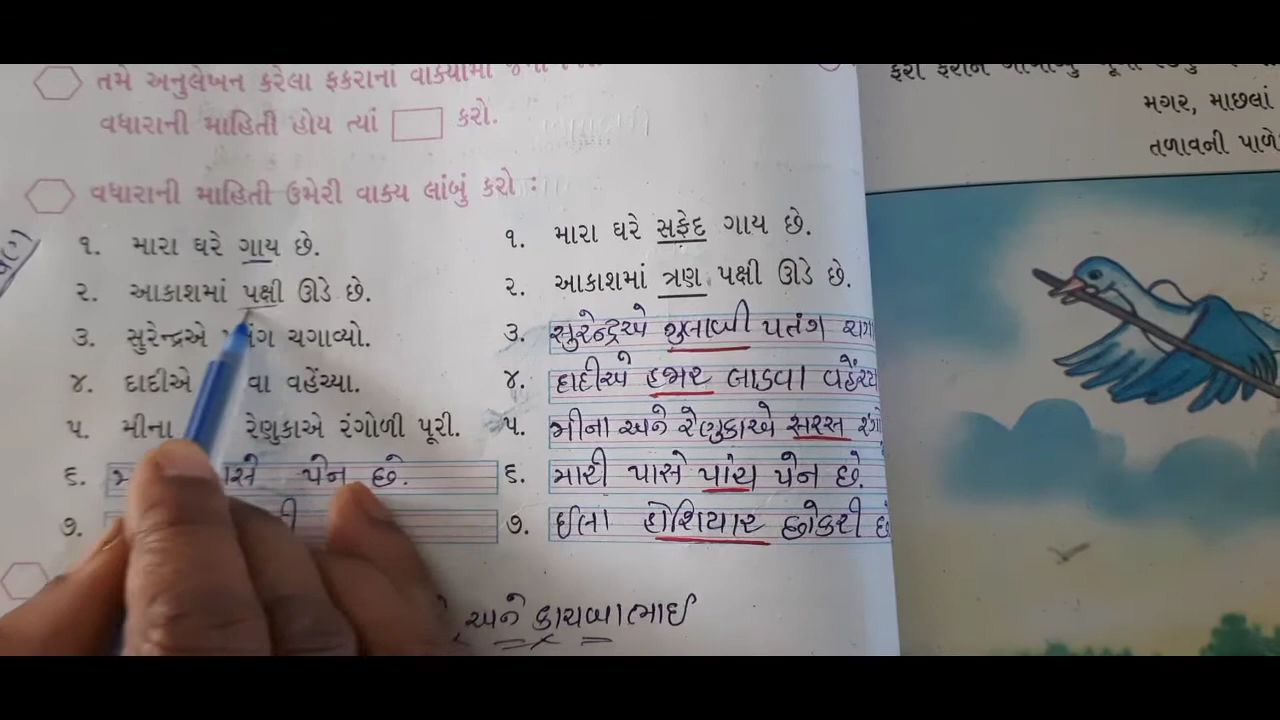 તમે અનુલેખન કરેલા ફકરાનાં વાક્યોમાં
વધારાની માહિતી હોય ત્યાં કરો.
વધારાની માહિતી ઉમેરી વાક્ય લાંબું કરો :
૧. મારા ઘરે ગાય છે.
૨. આકાશમાં પક્ષી ઊડે છે.
૩. સુરેન્દ્રએ ચગાવ્યો.
૪. દાદીએ વહેંચ્યા.
૫. મીના રેણુકાએ રંગોળી પૂરી.
૬. પેન છે.
૭.
૧. મારા ઘરે સફેદ ગાય છે.
૨. આકાશમાં ત્રણ પક્ષી ઊડે છે.
૩. સુરેન્દ્રએ ગુલાબી પતંગ
૪. દાદીએ હજાર લાડવા
૫. મીના અને રેણુકાએ સરસ
૬. મારી પાસે પાંચ પેન છે.
૭. ઈલા હોશિયાર છોકરી
અને કાચબાભાઈ
મગર, માછલાં
તળાવની પાળે